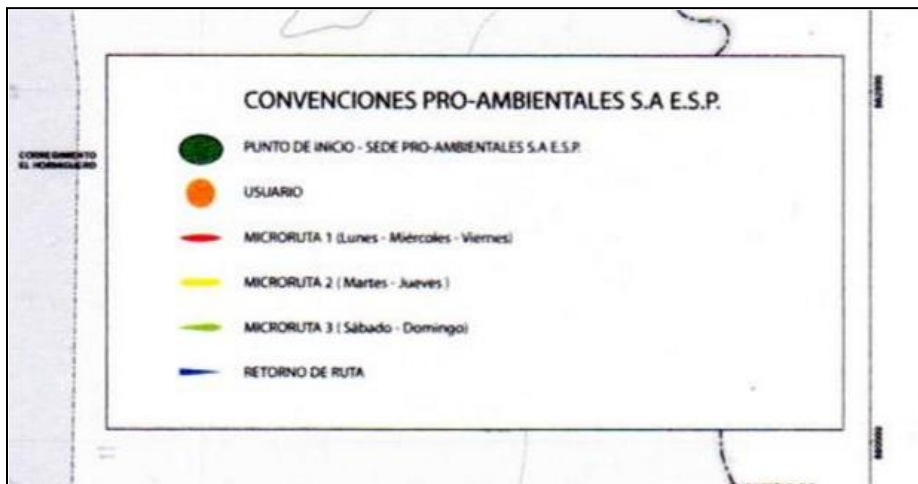 CONVENCIONES PRO-AMBIENTALES S.A E.S.P.
PUNTO DE INICIO - SEDE PRO-AMBIENTALES S.A E.S.P.
CORREGIMIENTO
EL HORMIGUERO
USUARIO
MICRORUTA 1 (Lunes - Miércoles - Viernes)
MICRORUTA 2 ( Martes - Jueves )
MICRORUTA 3 ( Sábado - Domingo)
RETORNO DE RUTA